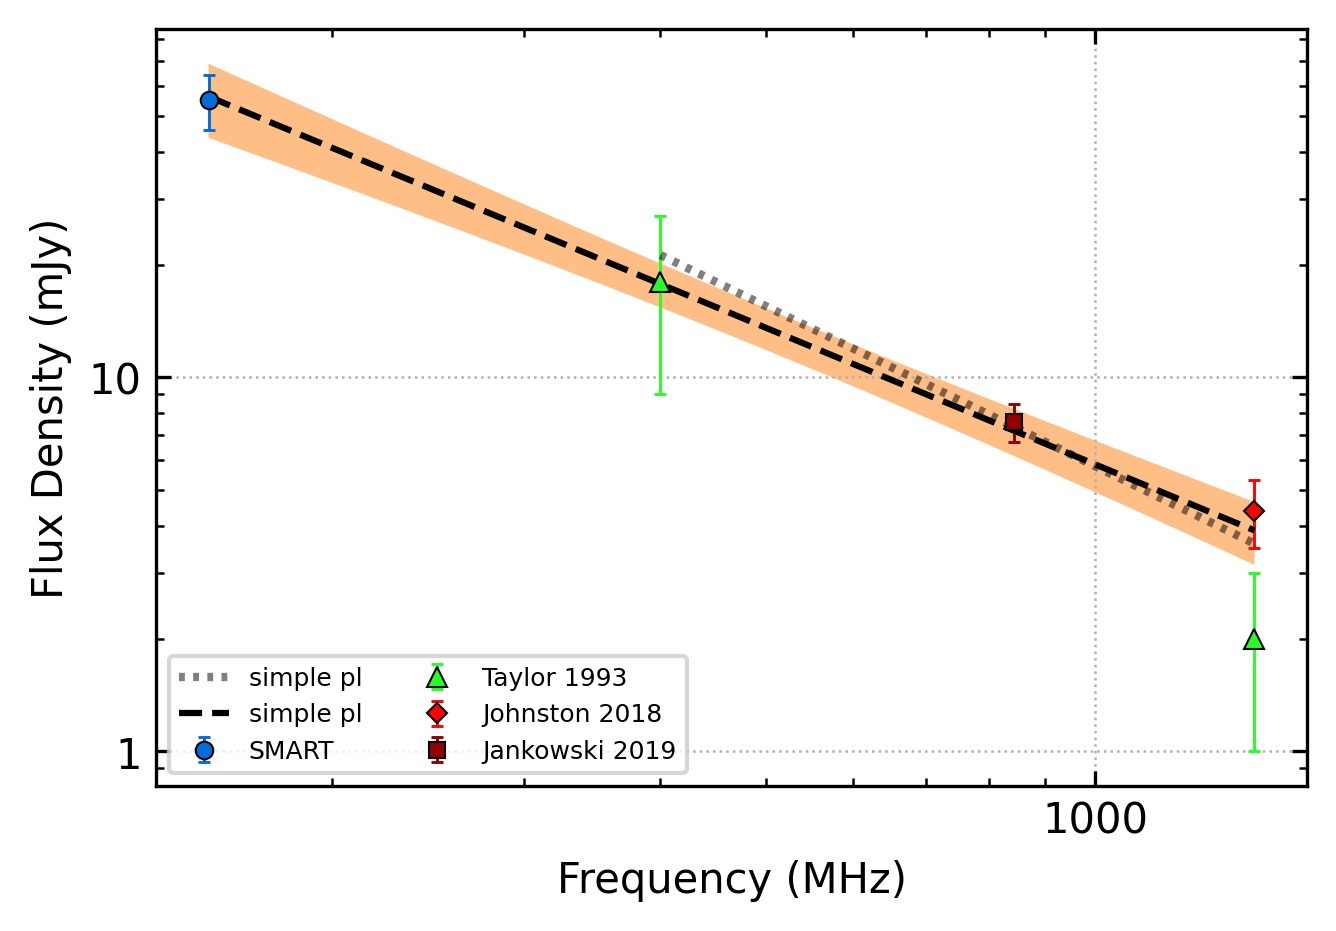 Flux Density (mJy)
10
1
simple pl
simple pl
SMART
Taylor 1993
Johnston 2018
Jankowski 2019
1000
Frequency (MHz)